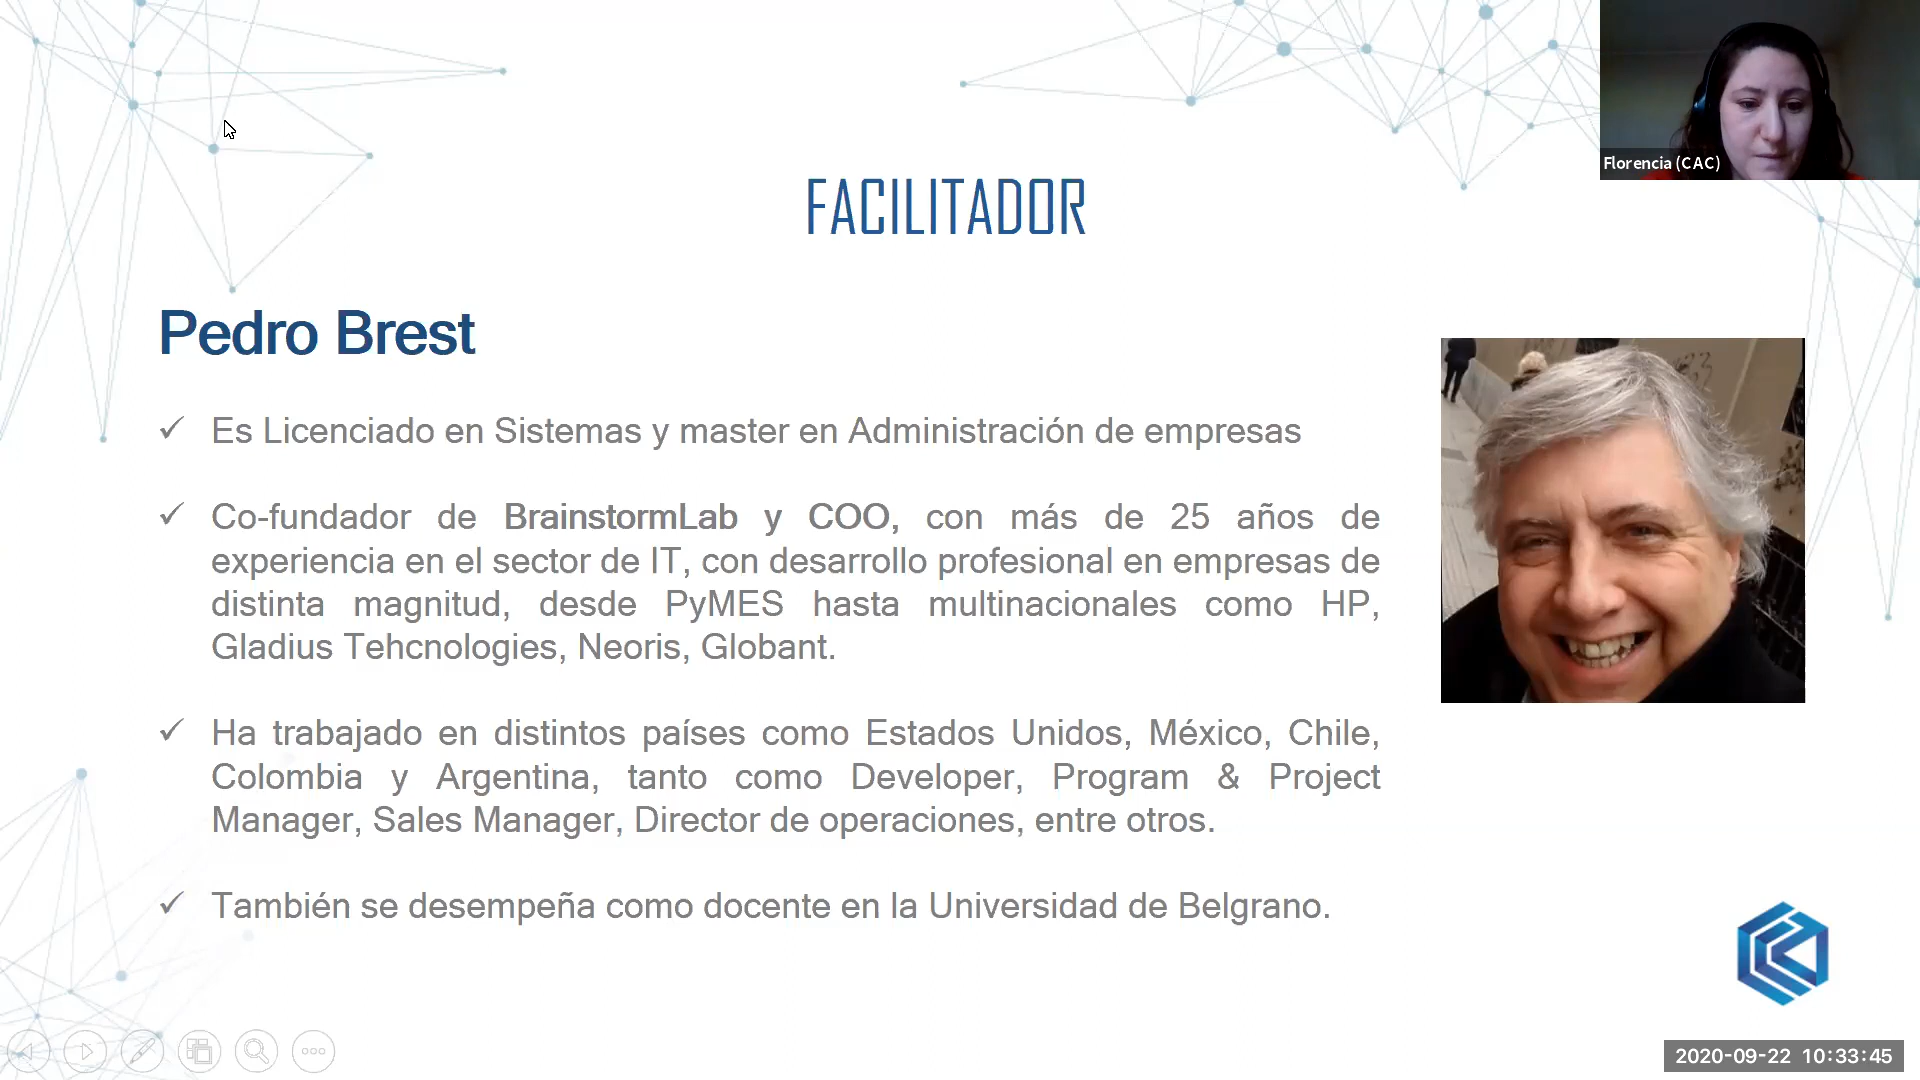 Florencia (CAC)
FACILITADOR
Pedro Brest
✓ Es Licenciado en Sistemas y master en Administración de empresas
✓ Co-fundador de BrainstormLab y COO, con más de 25 años de
experiencia en el sector de IT, con desarrollo profesional en empresas de
distinta magnitud, desde PyMES hasta multinacionales como HP,
Gladius Tehcnologies, Neoris, Globant.
✓ Ha trabajado en distintos países como Estados Unidos, México, Chile,
Colombia y Argentina, tanto como Developer, Program & Project
Manager, Sales Manager, Director de operaciones, entre otros.
✓ También se desempeña como docente en la Universidad de Belgrano.
2020-09-22 10:33:45